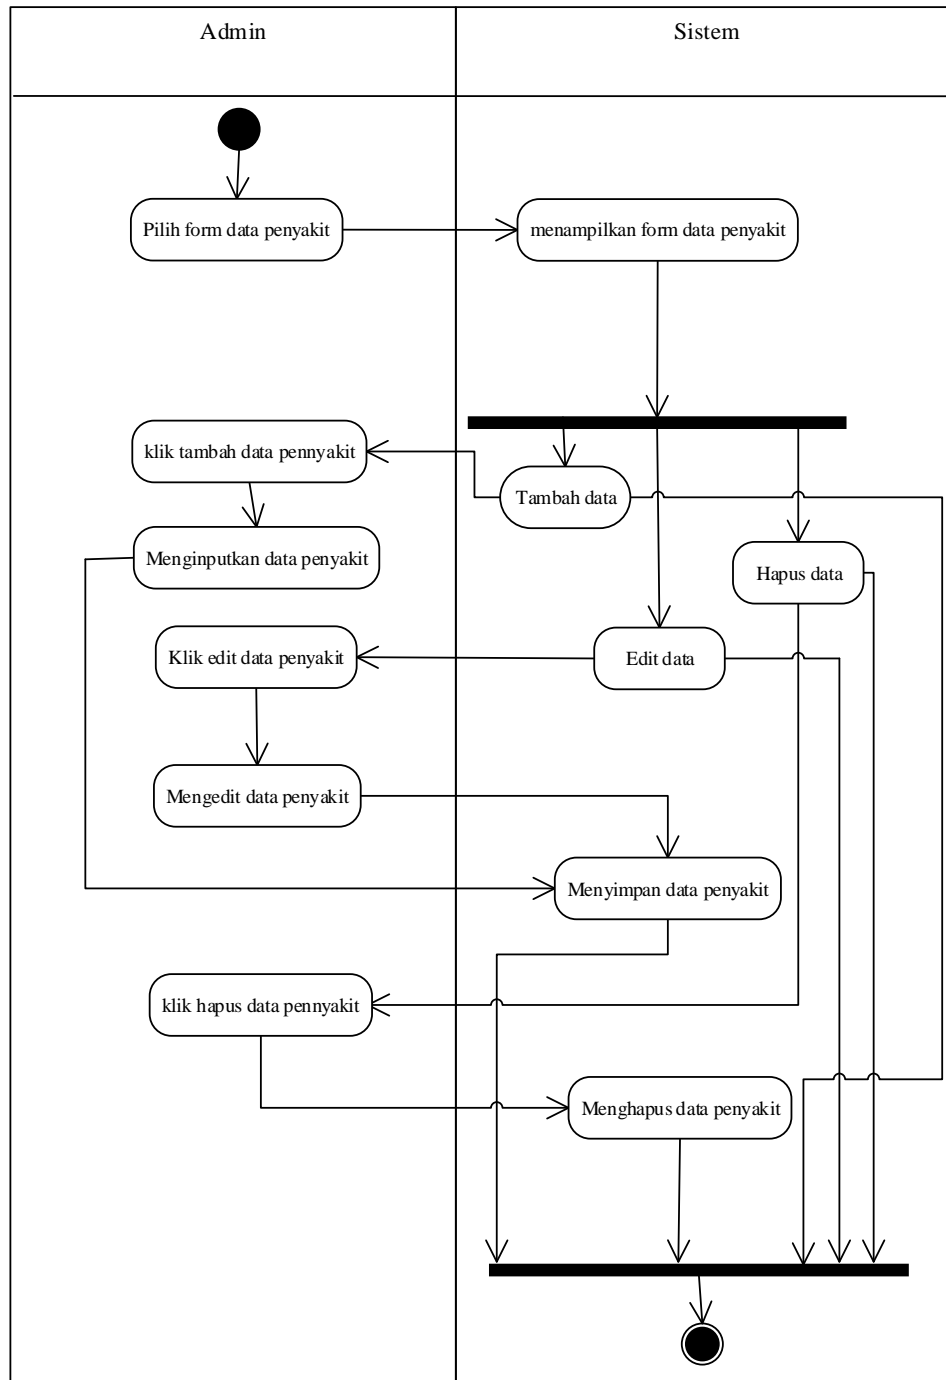 Admin
Sistem
Pilih form data penyakit
menampilkan form data penyakit
klik tambah data pennyakit
Tambah data
Menginputkan data penyakit
Hapus data
Klik edit data penyakit
Edit data
Mengedit data penyakit
Menyimpan data penyakit
klik hapus data pennyakit
Menghapus data penyakit